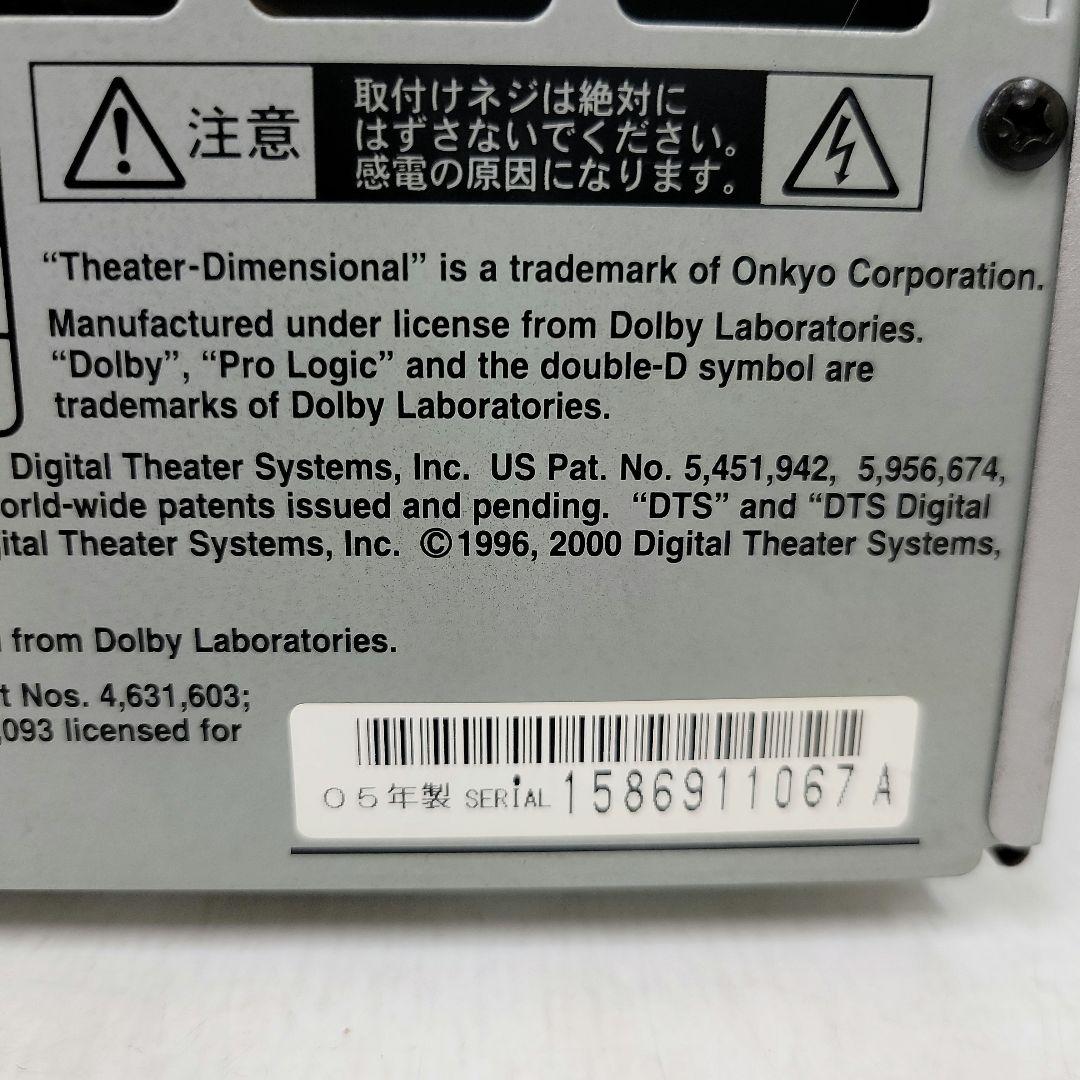 注意
取付けネジは絶対に
はずさないでください。
感電の原因になります。
“Theater-Dimensional” is a trademark of Onkyo Corporation.
Manufactured under license from Dolby Laboratories.
“Dolby”, “Pro Logic” and the double-D symbol are
trademarks of Dolby Laboratories.
Digital Theater Systems, Inc. US Pat. No. 5,451,942, 5,956,674,
orld-wide patents issued and pending. “DTS” and “DTS Digital
ital Theater Systems, Inc. ©1996, 2000 Digital Theater Systems,
from Dolby Laboratories.
t Nos. 4,631,603;
,093 licensed for
05年製 SERIAL 1586911067A